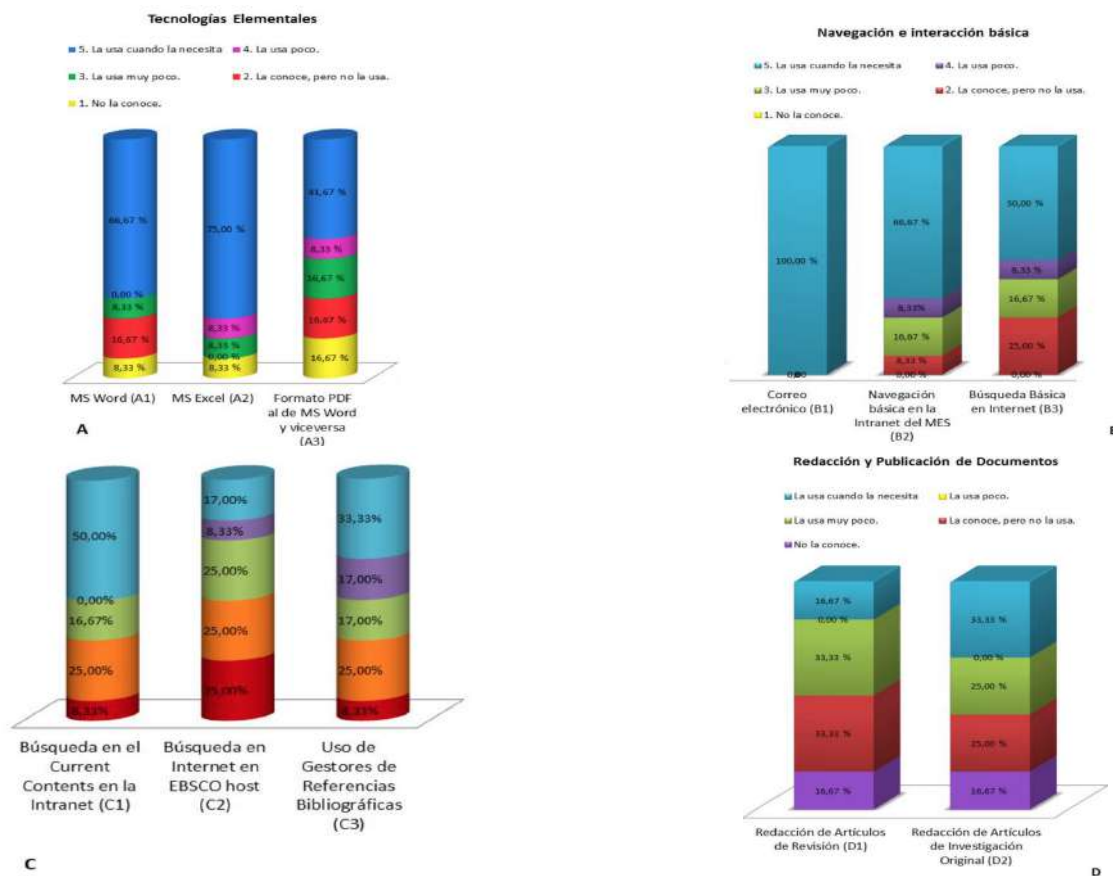 Tecnologías Elementales
5. La usa cuando la necesita 4. La usa poco.
3. La usa muy poco. 2. La conoce, pero no la usa.
1. No la conoce.
66,67 %
0,00 %
8,33 %
16,67 %
8,33 %
75,00 %
8,33 %
8,33 %
0,00 %
8,33 %
41,67 %
8,33 %
16,67 %
16,67 %
16,67 %
MS Word (A1)
MS Excel (A2)
Formato PDF
al de MS Word
y viceversa
(A3)
A
Navegación e interacción básica
5. La usa cuando la necesita 4. La usa poco.
3. La usa muy poco. 2. La conoce, pero no la usa.
1. No la conoce.
100,00 %
66,67 %
8,33%
16,67 %
8,33 %
0,00 %
50,00 %
8,33 %
16,67 %
25,00 %
0,00 %
Correo
electrónico (B1)
Navegación
básica en la
Intranet del MES
(B2)
Búsqueda Básica
en Internet (B3)
50,00%
0,00%
16,67%
25,00%
8,33%
17,00%
8,33%
25,00%
25,00%
25,00%
33,33%
17,00%
17,00%
25,00%
8,33%
Búsqueda en el
Current
Contents en la
Intranet (C1)
Búsqueda en
Internet en
EBSCO host
(C2)
Uso de
Gestores de
Referencias
Bibliográficas
(C3)
C
Redacción y Publicación de Documentos
La usa cuando la necesita La usa poco.
La usa muy poco. La conoce, pero no la usa.
No la conoce.
16,67 %
0,00 %
33,33 %
33,33 %
16,67 %
33,33 %
0,00 %
25,00 %
25,00 %
16,67 %
Redacción de Artículos
de Revisión (D1)
Redacción de Artículos
de Investigación
Original (D2)
D